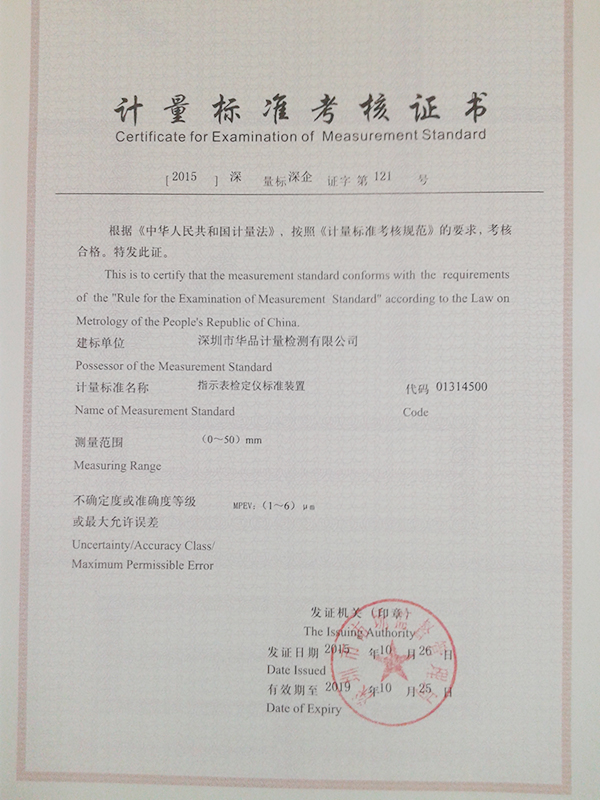 计量标准考核证书
Certificate for Examination of Measurement Standard
[ 2015 ] 深 量标 深企 证字 第 121 号
根据《中华人民共和国计量法》，按照《计量标准考核规范》的要求，考核
合格。特发此证。
This is to certify that the measurement standard conforms with the requirements
of the "Rule for the Examination of Measurement Standard" according to the Law on
Metrology of the People's Republic of China.
建标单位 深圳市华品计量检测有限公司
Possessor of the Measurement Standard
计量标准名称 指示表检定仪标准装置 代码 01314500
Name of Measurement Standard Code
测量范围 （0～50）mm
Measuring Range
不确定度或准确度等级 MPEV：（1～6）μm
或最大允许误差
Uncertainty/Accuracy Class/
Maximum Permissible Error
发证机关（印章）
The Issuing Authority
发证日期 2015 年 10 月 26 日
Date Issued
有效期至 2019 年 10 月 25 日
Date of Expiry